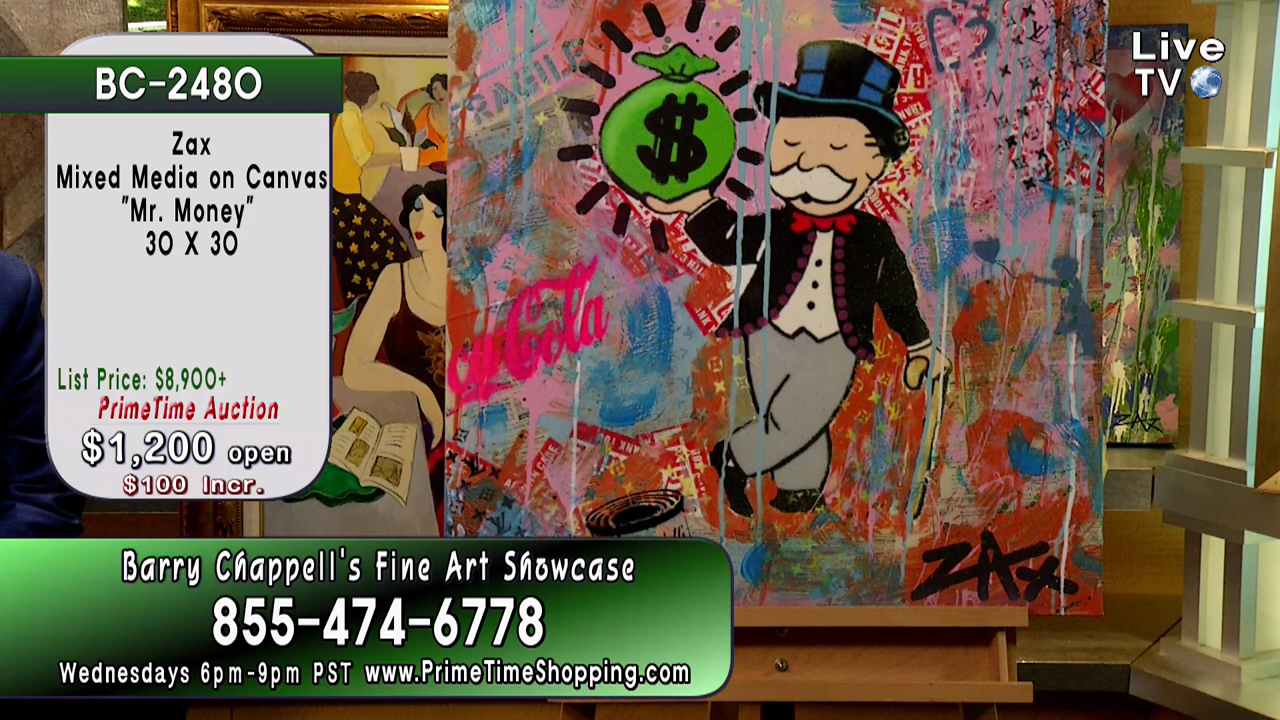 BC-2480
Zax
Mixed Media on Canvas
"Mr. Money"
30 X 30
List Price: $8,900+
PrimeTime Auction
$1,200 open
$100 Incr.
Live
TV
$
Cola
ZAX
Barry Chappell's Fine Art Showcase
855-474-6778
Wednesdays 6pm-9pm PST www.PrimeTimeShopping.com